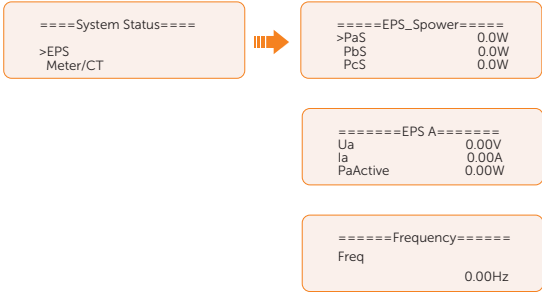 ====System Status====
>EPS
Meter/CT
=====EPS_Spower=====
>PaS 0.0W
PbS 0.0W
PcS 0.0W
=======EPS A=======
Ua 0.00V
Ia 0.00A
PaActive 0.00W
======Frequency======
Freq
0.00Hz